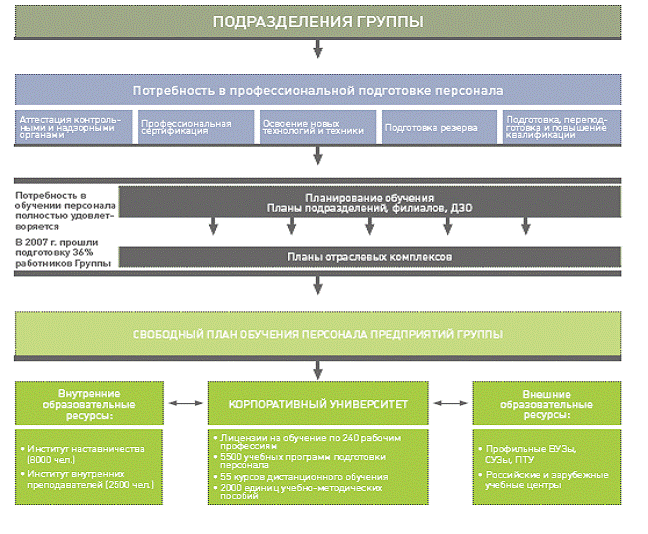 ПОДРАЗДЕЛЕНИЯ ГРУППЫ
Потребность в профессиональной подготовке персонала
Аттестация контроль-
ными и надзорными
органами
Профессиональная
сертификация
Освоение новых
технологий и техники
Подготовка резерва
Подготовка, перепод-
готовка и повышение
квалификации
Потребность в
обучении персонала
полностью удовлет-
воряется
В 2007 г. прошли
подготовку 36%
работников Группы
Планирование обучения
Планы подразделений, филиалов, ДЗО
Планы отраслевых комплексов
СВОБОДНЫЙ ПЛАН ОБУЧЕНИЯ ПЕРСОНАЛА ПРЕДПРИЯТИЙ ГРУППЫ
Внутренние
образовательные
ресурсы:
• Институт наставничества
(8000 чел.)
• Институт внутренних
преподавателей (2500 чел.)
КОРПОРАТИВНЫЙ УНИВЕРСИТЕТ
• Лицензии на обучение по 240 рабочим
профессиям
• 5500 учебных программ подготовки
персонала
• 55 курсов дистанционного обучения
• 2000 единиц учебно-методических
пособий
Внешние
образовательные
ресурсы:
• Профильные ВУЗы,
СУЗы, ПТУ
• Российские и зарубежные
учебные центры